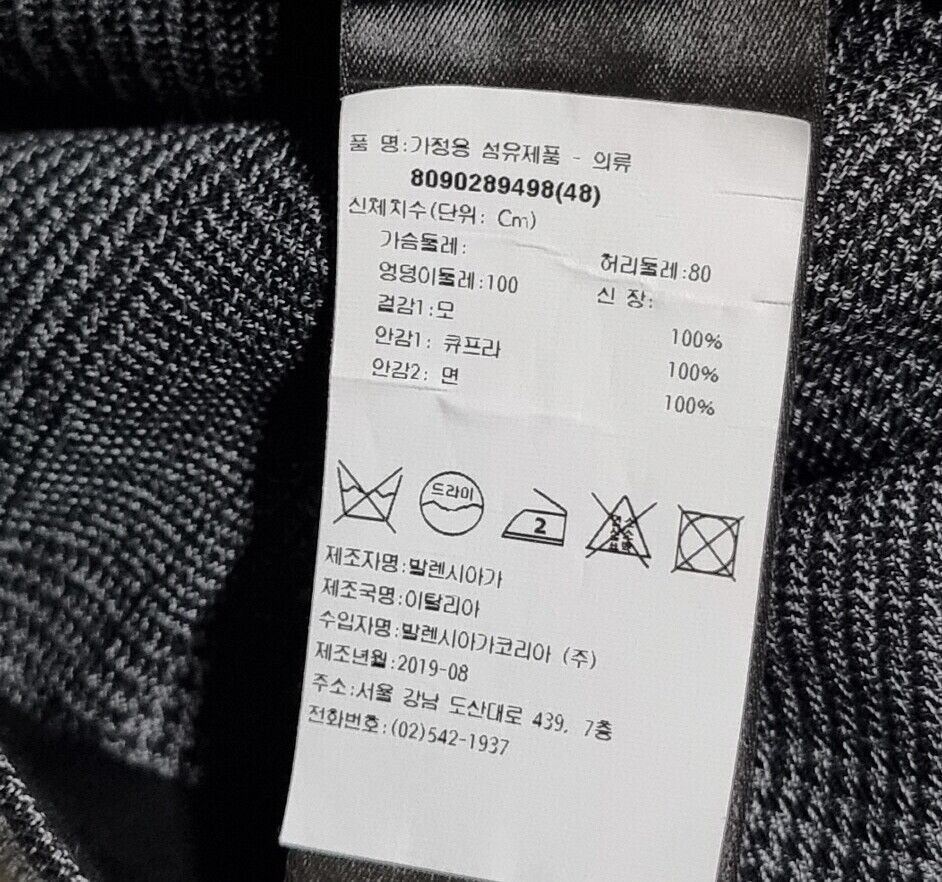 품 명:가정용 섬유제품 - 의류
8090289498(48)
신체치수(단위: Cm)
가슴둘레:
허리둘레:80
엉덩이둘레:100
신 장:
겉감1:모 100%
안감1: 큐프라 100%
안감2: 면 100%
드라이
2
제조자명:발렌시아가
제조국명:이탈리아
수입자명:발렌시아가코리아 (주)
제조년월:2019-08
주소:서울 강남 도산대로 439, 7층
전화번호:(02)542-1937